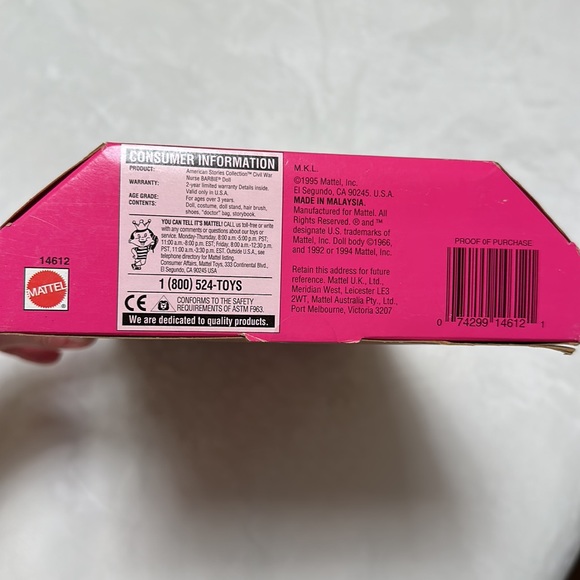 CONSUMER INFORMATION
PRODUCT: American Stories Collection™ Civil War
Nurse BARBIE® Doll
WARRANTY: 2-year limited warranty Details inside.
Valid only in U.S.A.
AGE GRADE: For ages over 3 years.
CONTENTS: Doll, costume, doll stand, hair brush,
shoes, "doctor" bag, storybook.
YOU CAN TELL IT'S MATTEL! CALL us toll-free or write
with any comments or questions about our toys or
service. Monday-Thursday, 8:00 a.m.-5:00 p.m. PST;
11:00 a.m.-8:00 p.m. EST, Friday, 8:00 a.m.-12:30 p.m.
PST; 11:00 a.m.-3:30 p.m. EST. Outside U.S.A., see
telephone directory for Mattel listing.
Consumer Affairs, Mattel Toys, 333 Continental Blvd.,
El Segundo, CA 90245 USA
1 (800) 524-TOYS
CE CONFORMS TO THE SAFETY
REQUIREMENTS OF ASTM F963.
We are dedicated to quality products.
14612
MATTEL
M.K.L.
©1995 Mattel, Inc.
El Segundo, CA 90245. U.S.A.
MADE IN MALAYSIA.
Manufactured for Mattel. All
Rights Reserved. ® and ™
designate U.S. trademarks of
Mattel, Inc. Doll body ©1966,
and 1992 or 1994 Mattel, Inc.
Retain this address for future
reference. Mattel U.K., Ltd.,
Meridian West, Leicester LE3
2WT, Mattel Australia Pty., Ltd.,
Port Melbourne, Victoria 3207
PROOF OF PURCHASE
0 74299 14612 1